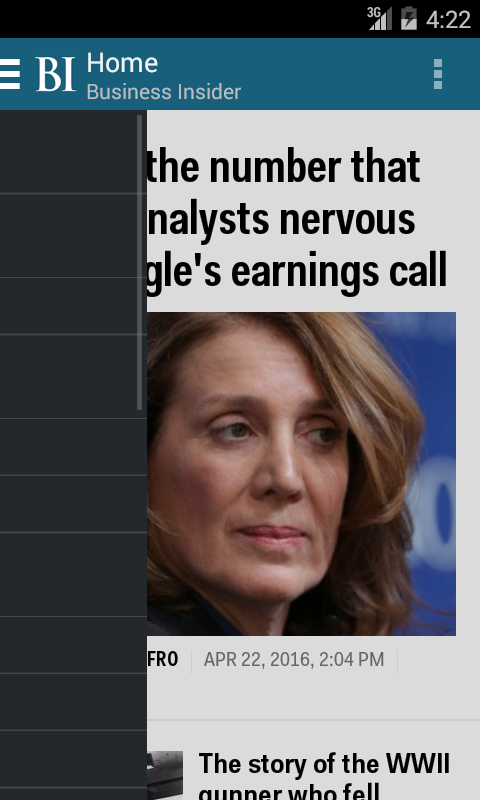 3G 4:22
BI Home
Business Insider
the number that
nalysts nervous
gle's earnings call
FRO APR 22, 2016, 2:04 PM
The story of the WWII
gunner who fell